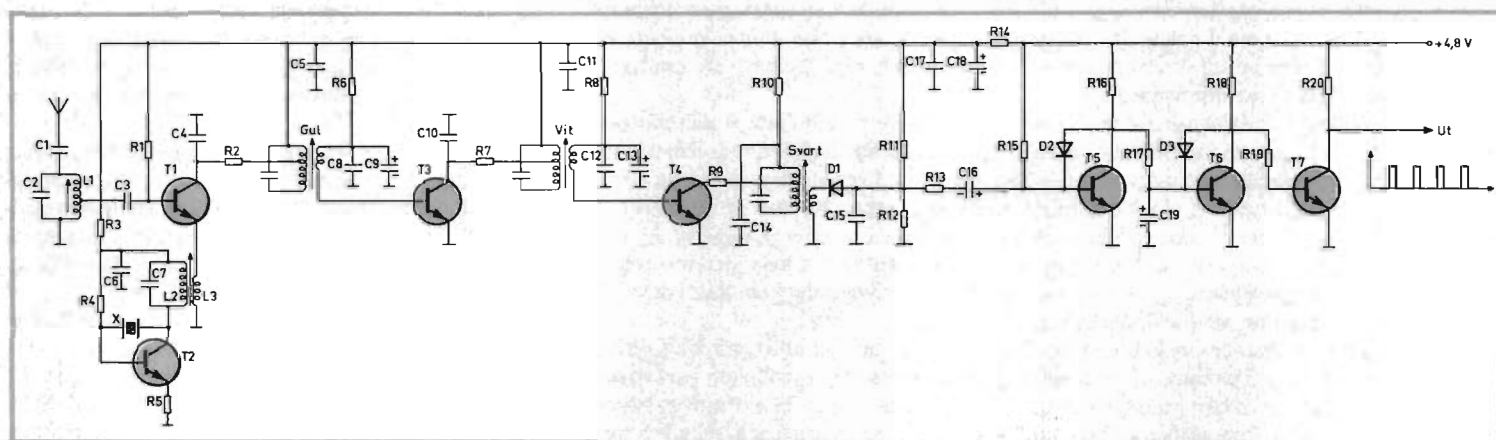 C1
C2
L1
C3
R1
R3
T1
C4
R2
C6
C7
L2
L3
R4
X
T2
R5
C5
R6
Gul
C8
C9
C10
T3
R7
C11
R8
Vit
C12
C13
T4
R9
R10
Svart
C14
D1
C15
R11
R12
R13
C16
C17
C18
R14
R15
D2
R16
T5
R17
C19
D3
R18
T6
R19
R20
T7
+4,8 V
Ut